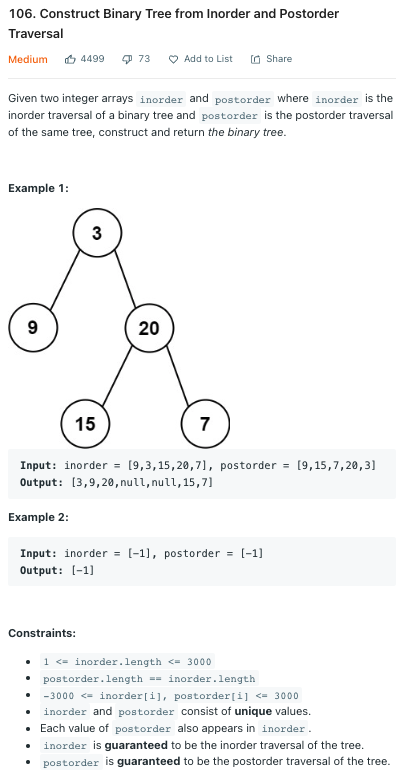 106. Construct Binary Tree from Inorder and Postorder
Traversal
Medium 4499 73 Add to List Share
Given two integer arrays inorder and postorder where inorder is the
inorder traversal of a binary tree and postorder is the postorder traversal
of the same tree, construct and return the binary tree.
Example 1:
3
9 20
15 7
Input: inorder = [9,3,15,20,7], postorder = [9,15,7,20,3]
Output: [3,9,20,null,null,15,7]
Example 2:
Input: inorder = [-1], postorder = [-1]
Output: [-1]
Constraints:
• 1 <= inorder.length <= 3000
• postorder.length == inorder.length
• -3000 <= inorder[i], postorder[i] <= 3000
• inorder and postorder consist of unique values.
• Each value of postorder also appears in inorder.
• inorder is guaranteed to be the inorder traversal of the tree.
• postorder is guaranteed to be the postorder traversal of the tree.